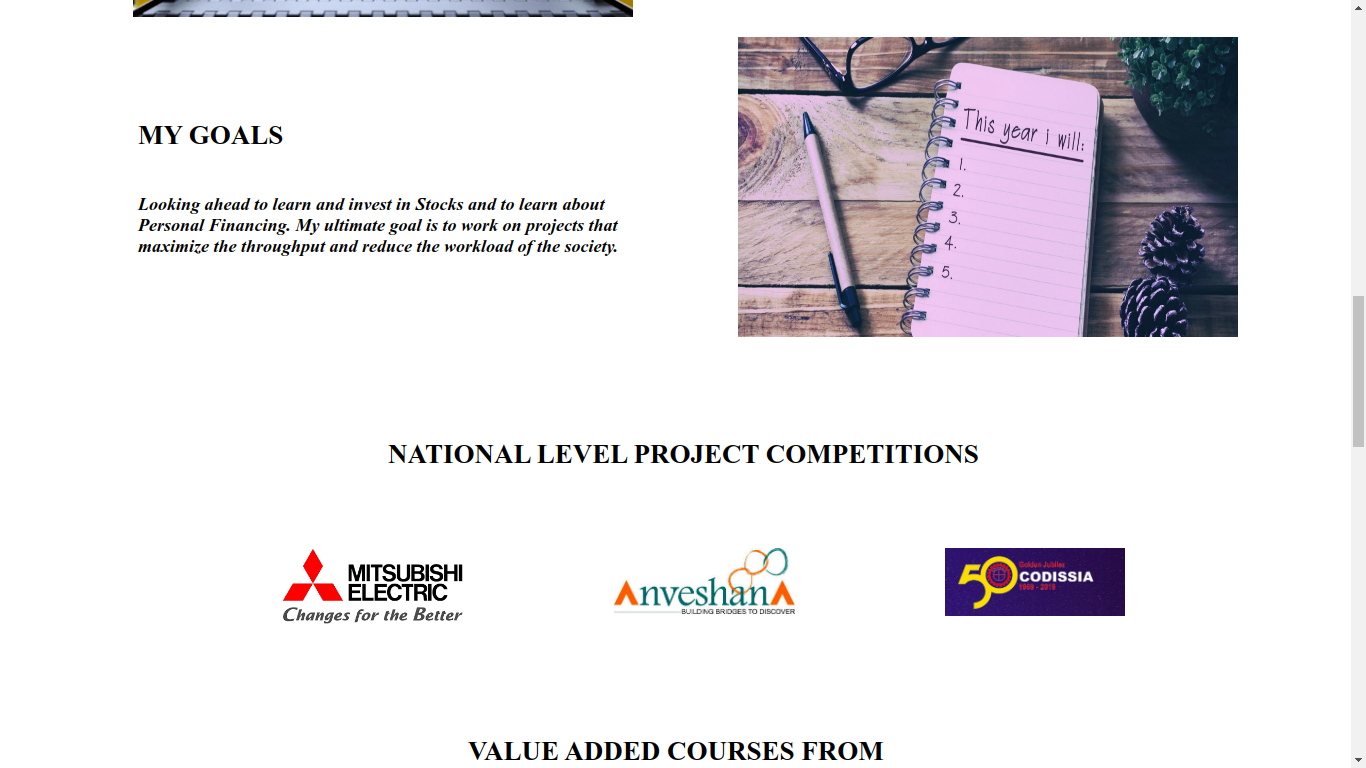 MY GOALS
Looking ahead to learn and invest in Stocks and to learn about
Personal Financing. My ultimate goal is to work on projects that
maximize the throughput and reduce the workload of the society.
This year i will:
1.
2.
3.
4.
5.
NATIONAL LEVEL PROJECT COMPETITIONS
MITSUBISHI
ELECTRIC
Changes for the Better
AnveshanA
BUILDING BRIDGES TO DISCOVER
50
Golden Jubilee
CODISSIA
1969 - 2019
VALUE ADDED COURSES FROM